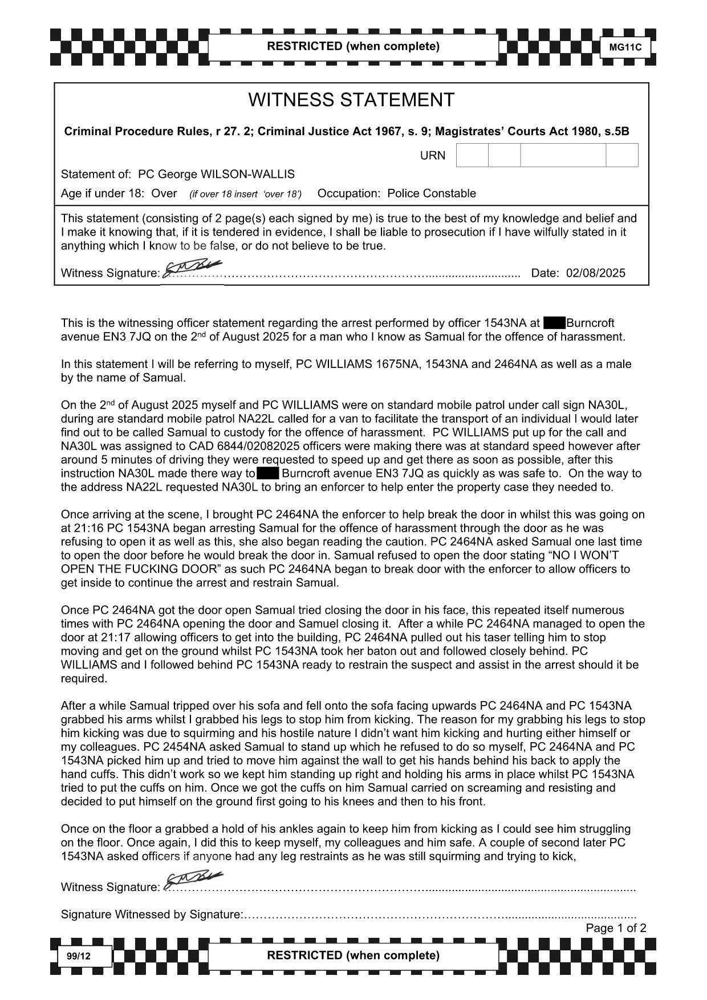 RESTRICTED (when complete)
MG11C
WITNESS STATEMENT
Criminal Procedure Rules, r 27. 2; Criminal Justice Act 1967, s. 9; Magistrates’ Courts Act 1980, s.5B
URN
Statement of: PC George WILSON-WALLIS
Age if under 18: Over (if over 18 insert ‘over 18’) Occupation: Police Constable
This statement (consisting of 2 page(s) each signed by me) is true to the best of my knowledge and belief and
I make it knowing that, if it is tendered in evidence, I shall be liable to prosecution if I have wilfully stated in it
anything which I know to be false, or do not believe to be true.
Witness Signature: Date: 02/08/2025
This is the witnessing officer statement regarding the arrest performed by officer 1543NA at Burncroft
avenue EN3 7JQ on the 2nd of August 2025 for a man who I know as Samual for the offence of harassment.
In this statement I will be referring to myself, PC WILLIAMS 1675NA, 1543NA and 2464NA as well as a male
by the name of Samual.
On the 2nd of August 2025 myself and PC WILLIAMS were on standard mobile patrol under call sign NA30L,
during are standard mobile patrol NA22L called for a van to facilitate the transport of an individual I would later
find out to be called Samual to custody for the offence of harassment. PC WILLIAMS put up for the call and
NA30L was assigned to CAD 6844/02082025 officers were making there was at standard speed however after
around 5 minutes of driving they were requested to speed up and get there as soon as possible, after this
instruction NA30L made there way to Burncroft avenue EN3 7JQ as quickly as was safe to. On the way to
the address NA22L requested NA30L to bring an enforcer to help enter the property case they needed to.
Once arriving at the scene, I brought PC 2464NA the enforcer to help break the door in whilst this was going on
at 21:16 PC 1543NA began arresting Samual for the offence of harassment through the door as he was
refusing to open it as well as this, she also began reading the caution. PC 2464NA asked Samual one last time
to open the door before he would break the door in. Samual refused to open the door stating “NO I WON’T
OPEN THE FUCKING DOOR” as such PC 2464NA began to break door with the enforcer to allow officers to
get inside to continue the arrest and restrain Samual.
Once PC 2464NA got the door open Samual tried closing the door in his face, this repeated itself numerous
times with PC 2464NA opening the door and Samuel closing it. After a while PC 2464NA managed to open the
door at 21:17 allowing officers to get into the building, PC 2464NA pulled out his taser telling him to stop
moving and get on the ground whilst PC 1543NA took her baton out and followed closely behind. PC
WILLIAMS and I followed behind PC 1543NA ready to restrain the suspect and assist in the arrest should it be
required.
After a while Samual tripped over his sofa and fell onto the sofa facing upwards PC 2464NA and PC 1543NA
grabbed his arms whilst I grabbed his legs to stop him from kicking. The reason for my grabbing his legs to stop
him kicking was due to squirming and his hostile nature I didn’t want him kicking and hurting either himself or
my colleagues. PC 2454NA asked Samual to stand up which he refused to do so myself, PC 2464NA and PC
1543NA picked him up and tried to move him against the wall to get his hands behind his back to apply the
hand cuffs. This didn’t work so we kept him standing up right and holding his arms in place whilst PC 1543NA
tried to put the cuffs on him. Once we got the cuffs on him Samual carried on screaming and resisting and
decided to put himself on the ground first going to his knees and then to his front.
Once on the floor a grabbed a hold of his ankles again to keep him from kicking as I could see him struggling
on the floor. Once again, I did this to keep myself, my colleagues and him safe. A couple of second later PC
1543NA asked officers if anyone had any leg restraints as he was still squirming and trying to kick,
Witness Signature:
Signature Witnessed by Signature:
Page 1 of 2
99/12
RESTRICTED (when complete)